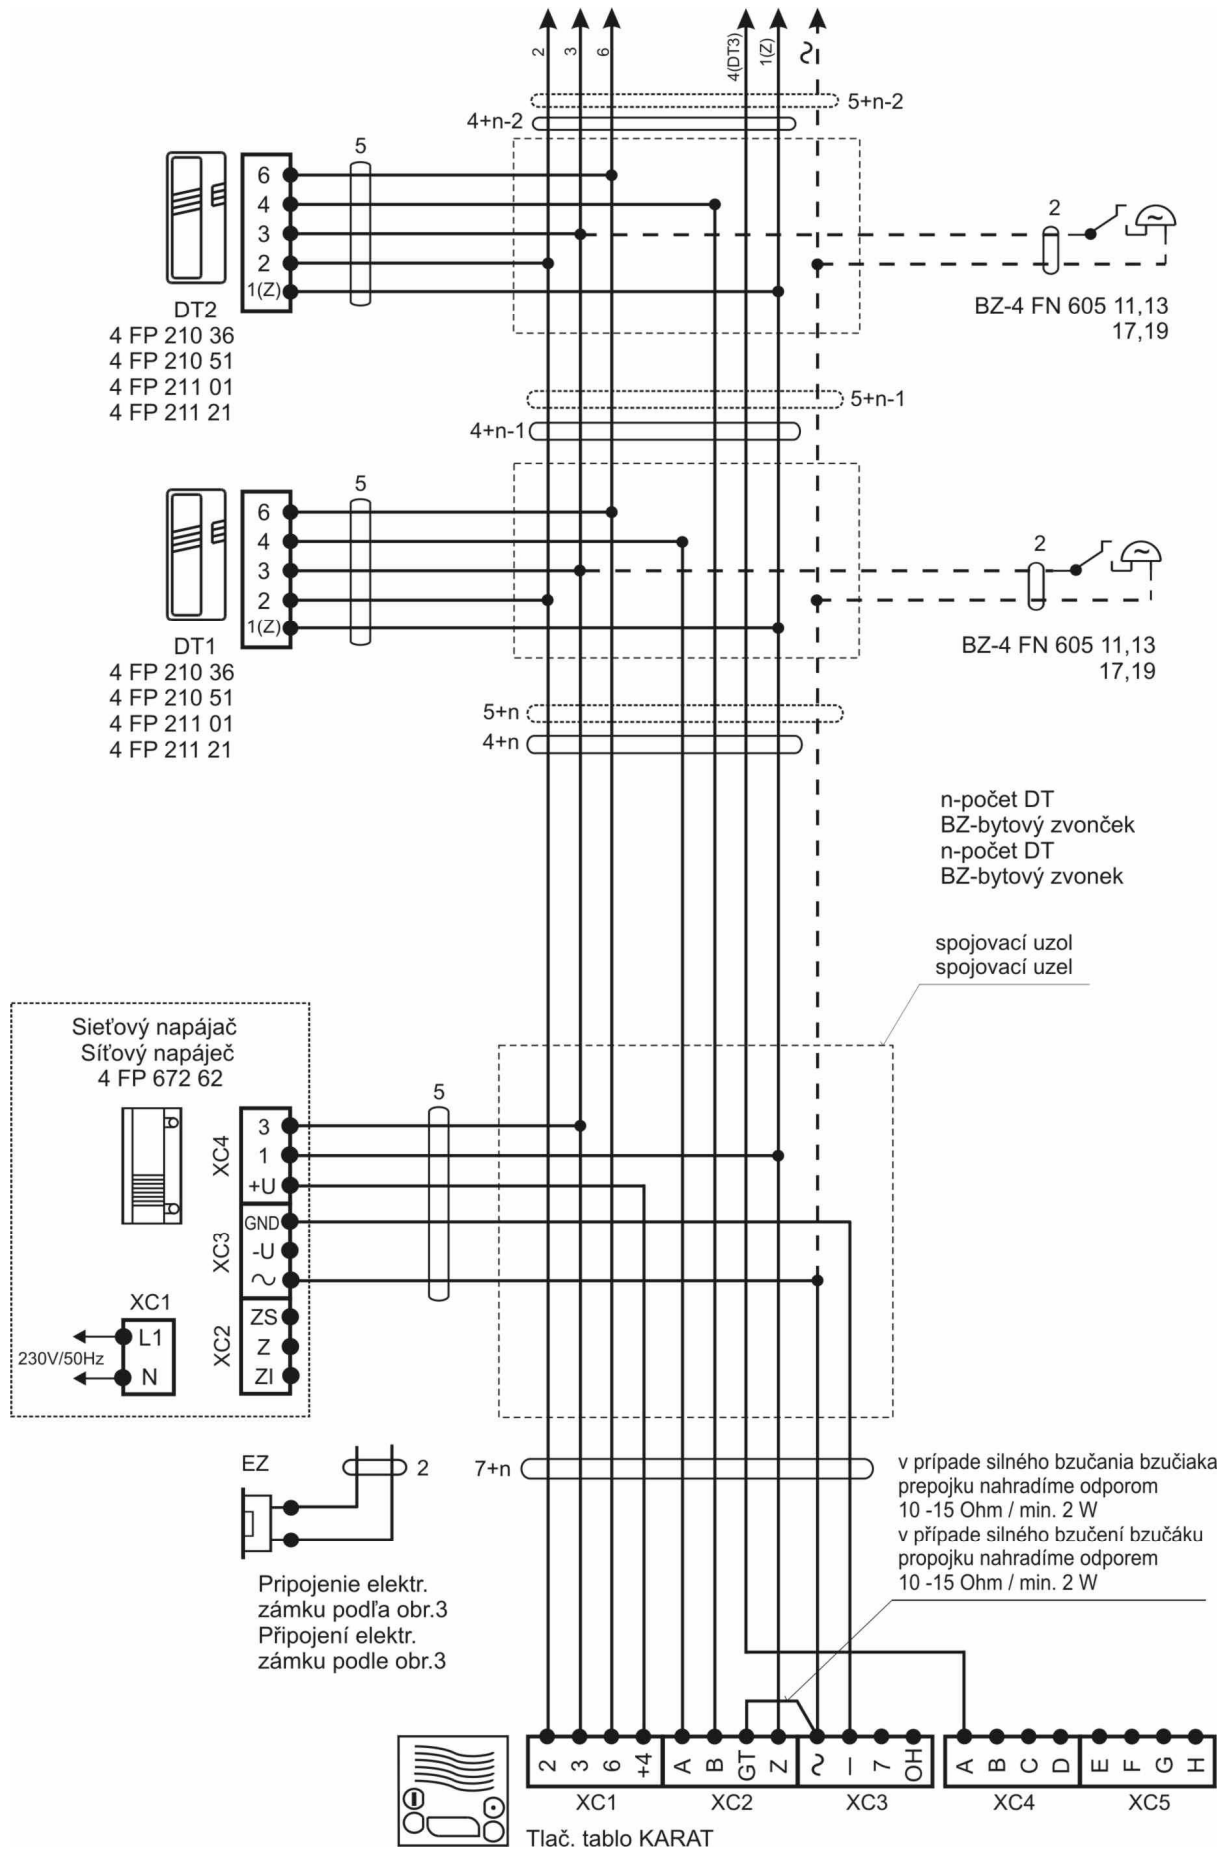 2
3
6
4(DT3)
1(Z)
~
5+n-2
4+n-2
5
6
4
3
2
1(Z)
2
~
DT2
4 FP 210 36
4 FP 210 51
4 FP 211 01
4 FP 211 21
BZ-4 FN 605 11,13
17,19
5+n-1
4+n-1
5
6
4
3
2
1(Z)
2
~
DT1
4 FP 210 36
4 FP 210 51
4 FP 211 01
4 FP 211 21
BZ-4 FN 605 11,13
17,19
5+n
4+n
n-počet DT
BZ-bytový zvonček
n-počet DT
BZ-bytový zvonek
spojovací uzol
spojovací uzel
Sieťový napájač
Síťový napáječ
4 FP 672 62
5
XC4
3
1
+U
XC3
GND
-U
~
XC2
ZS
Z
ZI
XC1
L1
N
230V/50Hz
EZ
2
7+n
v prípade silného bzučania bzučiaka
prepojku nahradíme odporom
10 -15 Ohm / min. 2 W
v případe silného bzučení bzučáku
propojku nahradíme odporem
10 -15 Ohm / min. 2 W
Pripojenie elektr.
zámku podľa obr.3
Připojení elektr.
zámku podle obr.3
2 3 6 +4 A B GT Z ~ – 7 OH A B C D E F G H
XC1 XC2 XC3 XC4 XC5
Tlač. tablo KARAT